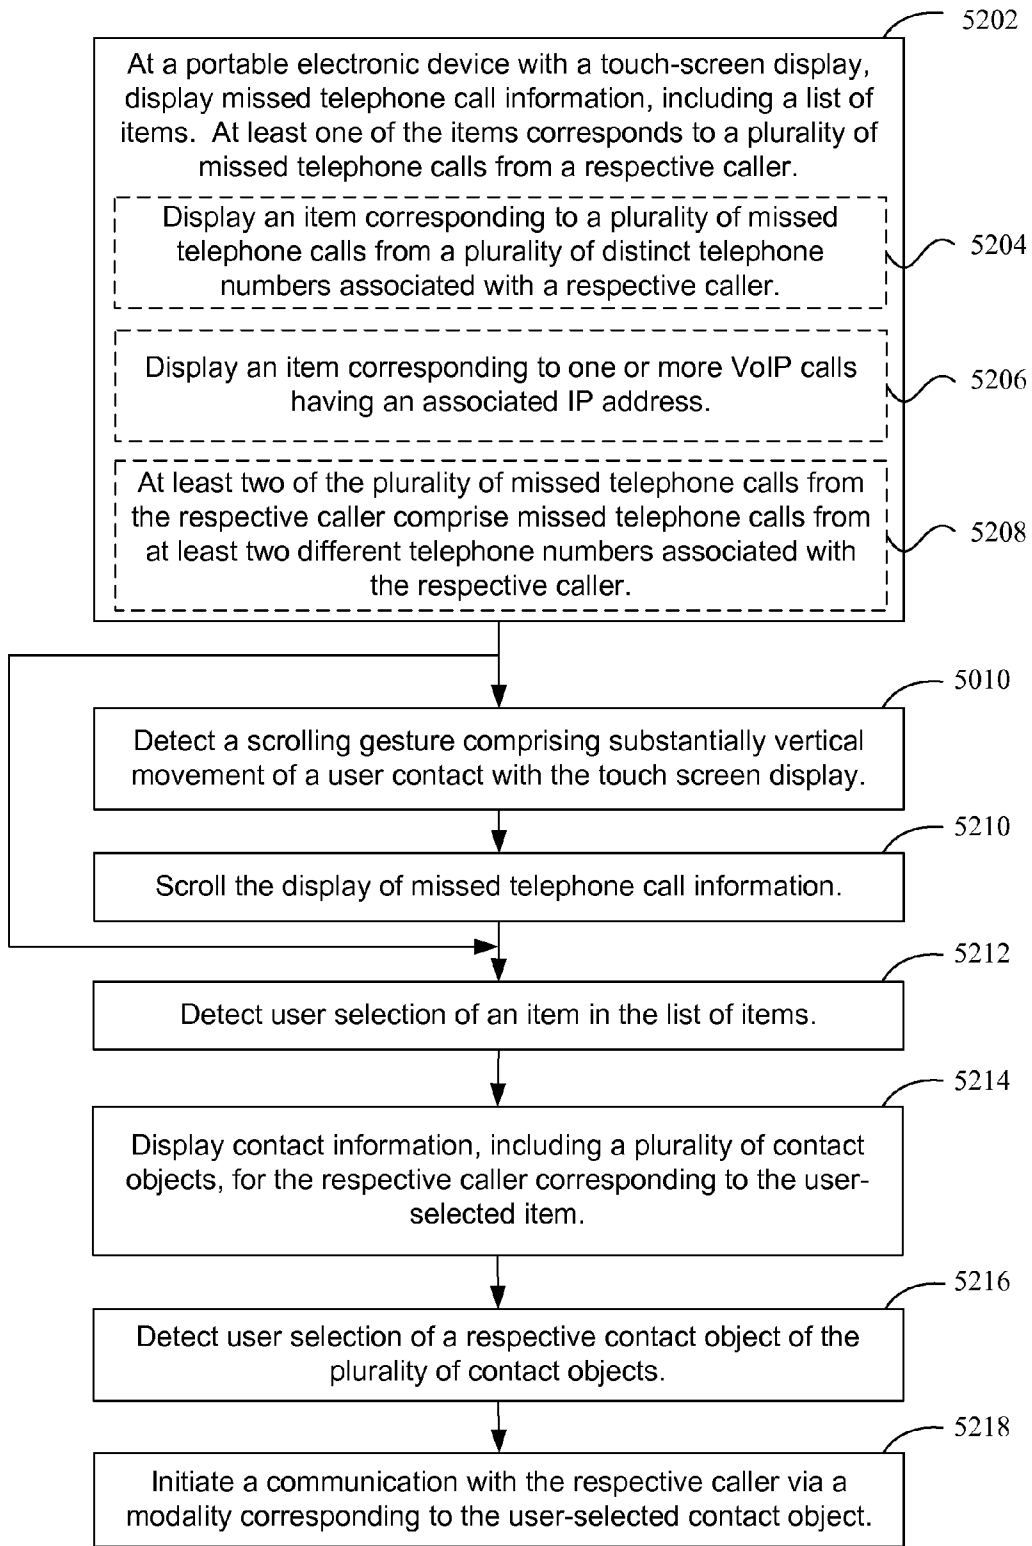 5202
At a portable electronic device with a touch-screen display,
display missed telephone call information, including a list of
items.  At least one of the items corresponds to a plurality of
missed telephone calls from a respective caller.
Display an item corresponding to a plurality of missed
telephone calls from a plurality of distinct telephone
numbers associated with a respective caller.
5204
Display an item corresponding to one or more VoIP calls
having an associated IP address.
5206
At least two of the plurality of missed telephone calls from
the respective caller comprise missed telephone calls from
at least two different telephone numbers associated with
the respective caller.
5208
5010
Detect a scrolling gesture comprising substantially vertical
movement of a user contact with the touch screen display.
5210
Scroll the display of missed telephone call information.
5212
Detect user selection of an item in the list of items.
5214
Display contact information, including a plurality of contact
objects, for the respective caller corresponding to the user-
selected item.
5216
Detect user selection of a respective contact object of the
plurality of contact objects.
5218
Initiate a communication with the respective caller via a
modality corresponding to the user-selected contact object.